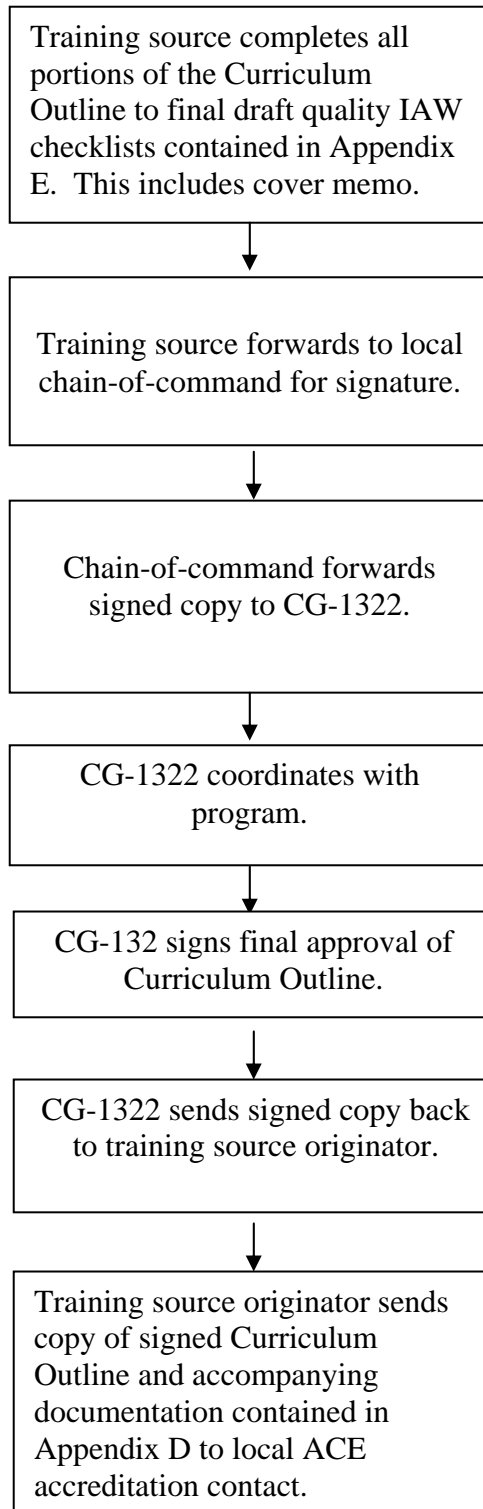 Training source completes all
portions of the Curriculum
Outline to final draft quality IAW
checklists contained in Appendix
E.  This includes cover memo.
Training source forwards to local
chain-of-command for signature.
Chain-of-command forwards
signed copy to CG-1322.
CG-1322 coordinates with
program.
CG-132 signs final approval of
Curriculum Outline.
CG-1322 sends signed copy back
to training source originator.
Training source originator sends
copy of signed Curriculum
Outline and accompanying
documentation contained in
Appendix D to local ACE
accreditation contact.